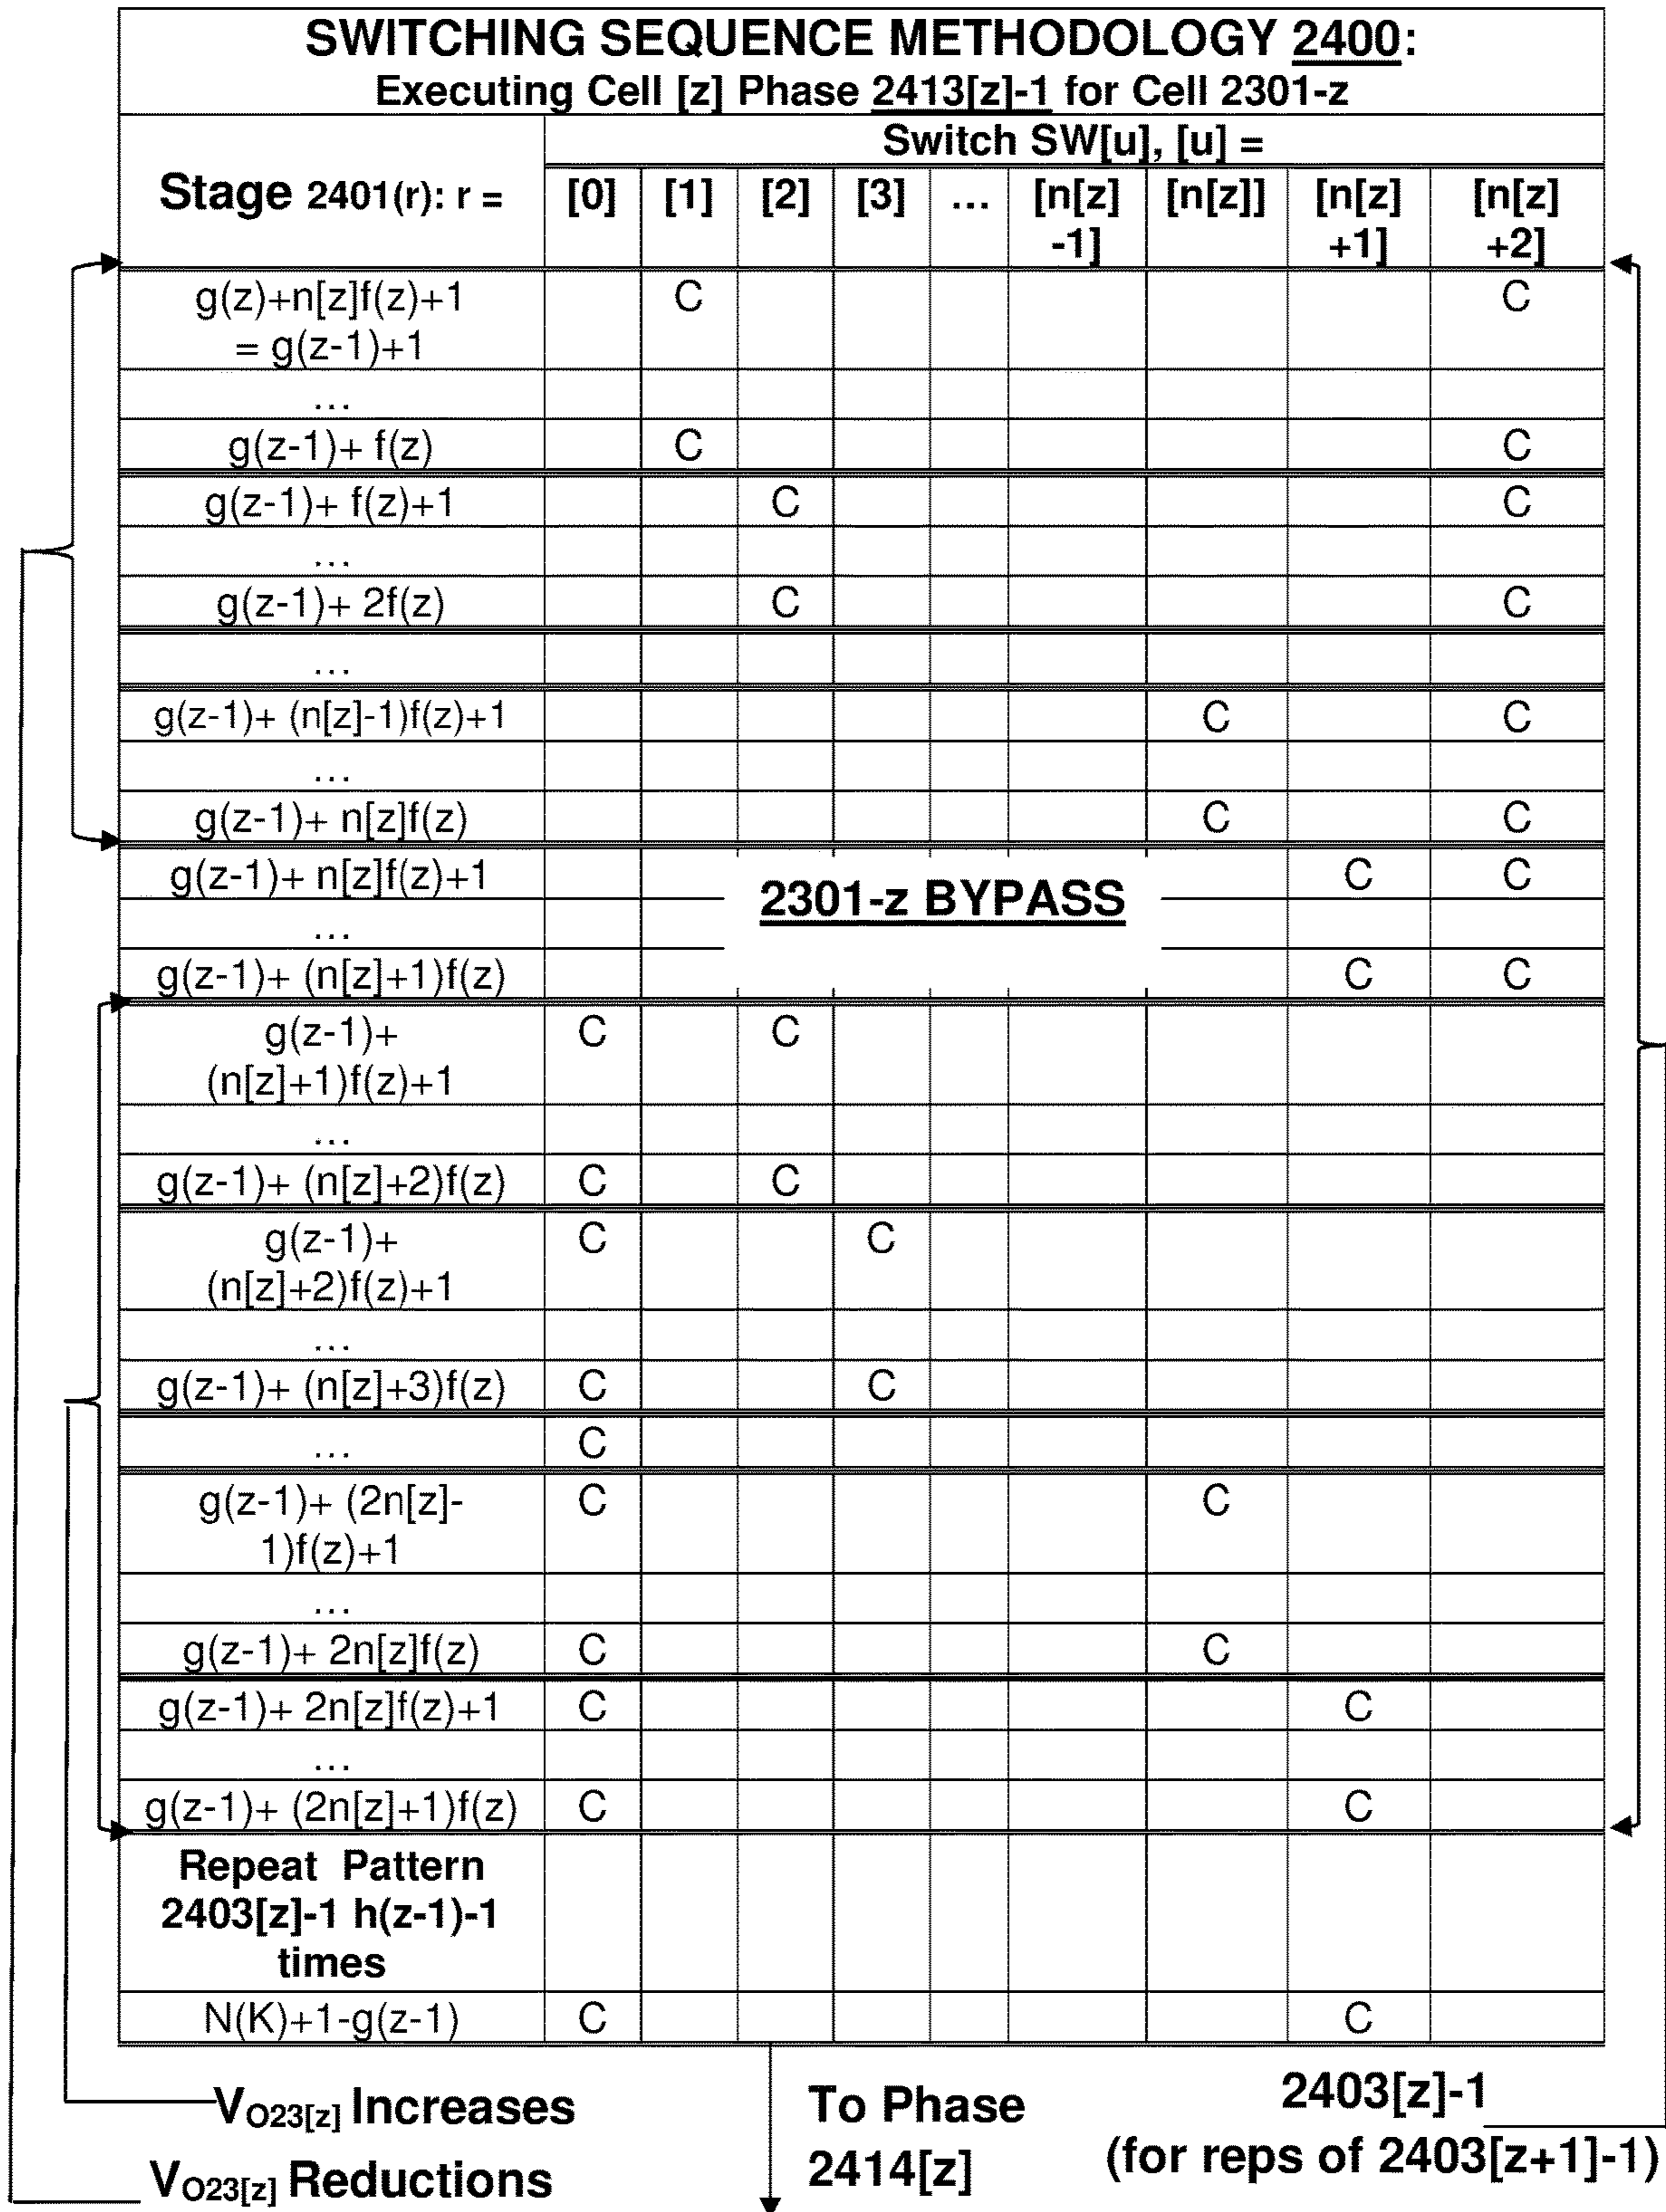 SWITCHING SEQUENCE METHODOLOGY 2400:
Executing Cell [z] Phase 2413[z]-1 for Cell 2301-z
Switch SW[u], [u] =
Stage 2401(r): r = [0] [1] [2] [3] ... [n[z] -1] [n[z]] [n[z] +1] [n[z] +2]
g(z)+n[z]f(z)+1 C C
= g(z-1)+1
...
g(z-1)+ f(z) C C
g(z-1)+ f(z)+1 C C
...
g(z-1)+ 2f(z) C C
...
g(z-1)+ (n[z]-1)f(z)+1 C C
...
g(z-1)+ n[z]f(z) C C
g(z-1)+ n[z]f(z)+1 C C
2301-z BYPASS
...
g(z-1)+ (n[z]+1)f(z) C C
g(z-1)+ C C
(n[z]+1)f(z)+1
...
g(z-1)+ (n[z]+2)f(z) C C
g(z-1)+ C C
(n[z]+2)f(z)+1
...
g(z-1)+ (n[z]+3)f(z) C C
... C
g(z-1)+ (2n[z]- C C
1)f(z)+1
...
g(z-1)+ 2n[z]f(z) C C
g(z-1)+ 2n[z]f(z)+1 C C
...
g(z-1)+ (2n[z]+1)f(z) C C
Repeat Pattern
2403[z]-1 h(z-1)-1
times
N(K)+1-g(z-1) C C
VO23[z] Increases
VO23[z] Reductions
To Phase
2414[z]
2403[z]-1
(for reps of 2403[z+1]-1)